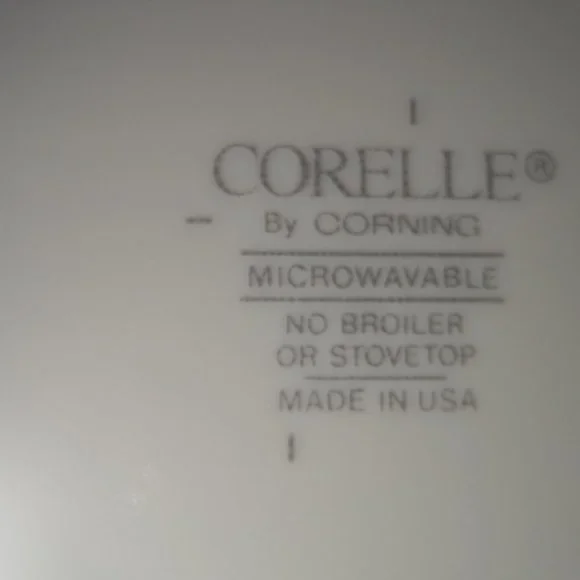 CORELLE®
By CORNING
MICROWAVABLE
NO BROILER
OR STOVETOP
MADE IN USA